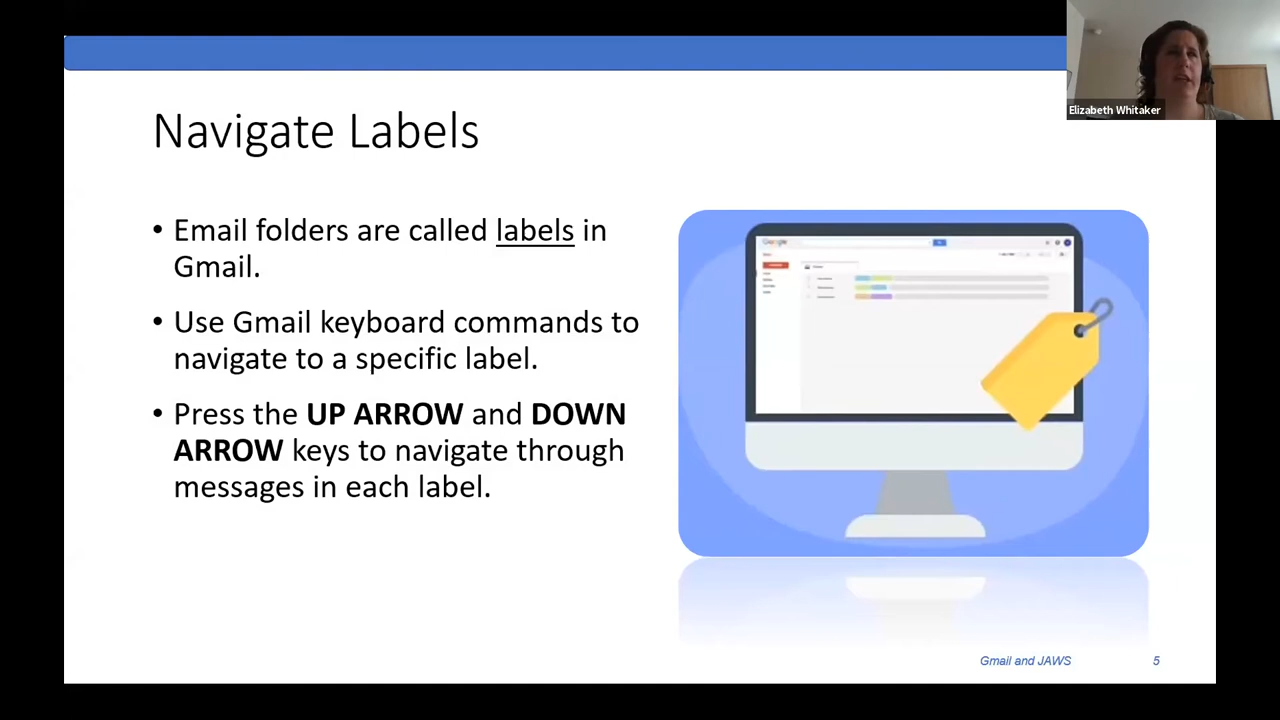 Elizabeth Whitaker
Navigate Labels
• Email folders are called labels in
Gmail.
• Use Gmail keyboard commands to
navigate to a specific label.
• Press the UP ARROW and DOWN
ARROW keys to navigate through
messages in each label.
Google
Gmail and JAWS
5